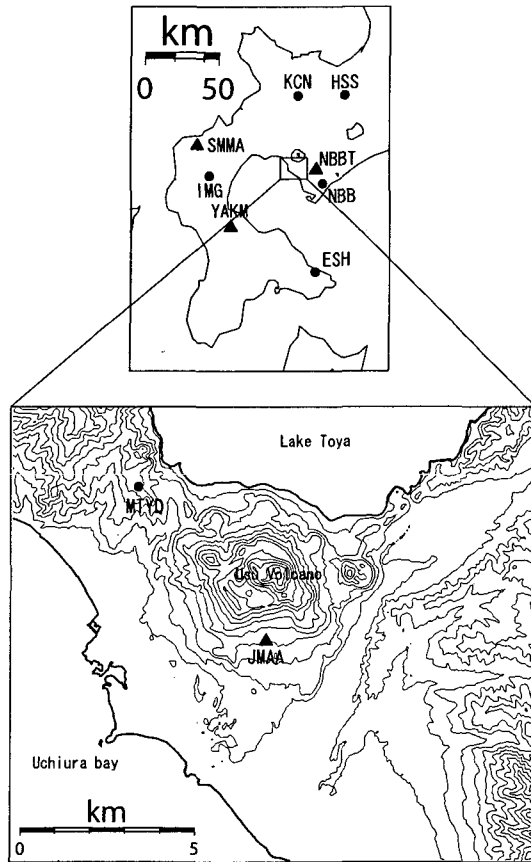 km
0 50
KCN HSS
SMMA
NBBT
IMG
NBB
YAKM
ESH
Lake Toya
MTYD
Usu Volcano
JMAA
Uchiura bay
km
0 5